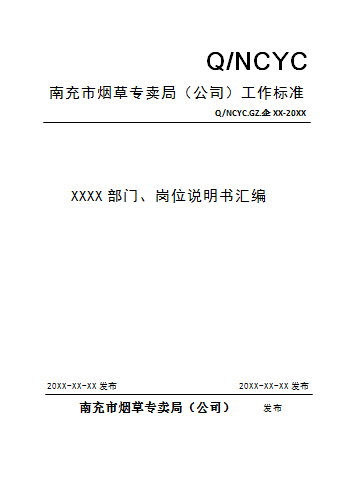 Q/NCYC
南充市烟草专卖局（公司）工作标准
Q/NCYC.GZ.企 XX-20XX
XXXX 部门、岗位说明书汇编
20XX-XX-XX 发布 20XX-XX-XX 发布
南充市烟草专卖局（公司） 发布